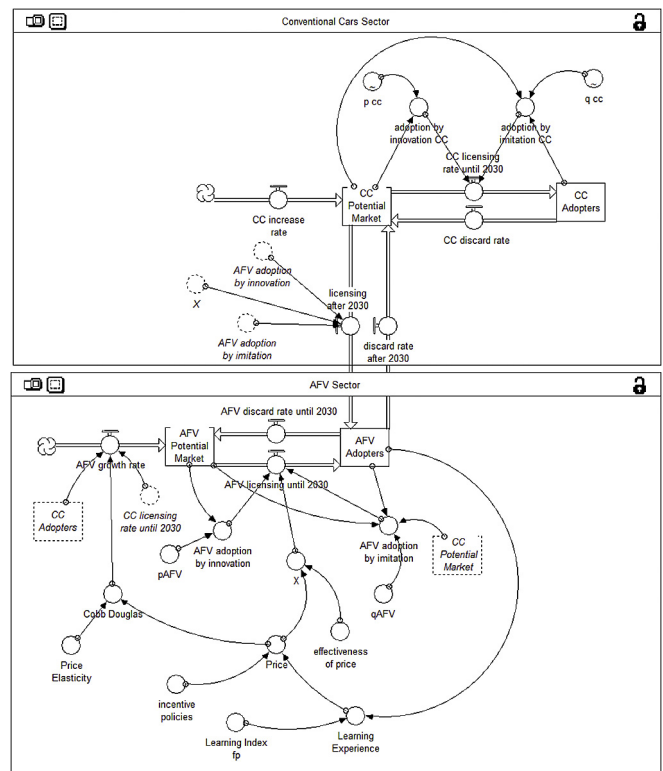 Conventional Cars Sector
p cc
q cc
adoption by
innovation CC
adoption by
imitation CC
CC licensing
rate until 2030
CC
Potential
Market
CC
Adopters
CC increase
rate
CC discard rate
AFV adoption
by innovation
X
licensing
after 2030
AFV adoption
by imitation
discard rate
after 2030
AFV Sector
AFV discard rate until 2030
AFV
Potential
Market
AFV
Adopters
AFV growth rate
AFV licensing until 2030
CC
Adopters
CC licensing
rate until 2030
AFV adoption
by innovation
AFV adoption
by imitation
CC
Potential
Market
pAFV
X
qAFV
Cobb Douglas
effectiveness
of price
Price
Elasticity
Price
incentive
policies
Learning Index
fp
Learning
Experience